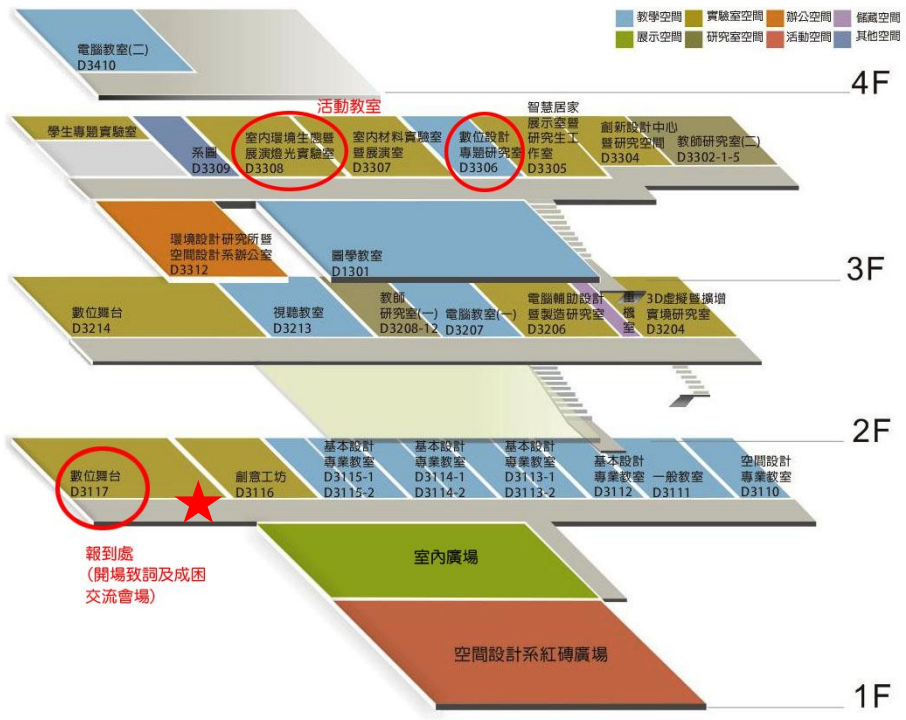 教學空間 實驗室空間 辦公空間 儲藏空間
展示空間 研究室空間 活動空間 其他空間
電腦教室(二)
D3410
4F
活動教室
學生專題實驗室
系圖
D3309
室內環境生態暨
展演燈光實驗室
D3308
室內材料實驗室
暨展演室
D3307
數位設計
專題研究室
D3306
智慧居家
展示空暨
研究生工
作室
D3305
創新設計中心
暨研究空間
D3304
教師研究室(二)
D3302-1-5
環境設計研究所暨
空間設計系辦公室
D3312
圖學教室
D1301
3F
數位舞台
D3214
視聽教室
D3213
教師
研究室(一)
D3208-12
電腦教室(一)
D3207
電腦輔助設計
暨製造研究室
D3206
機
室
3D虛擬暨擴增
實境研究室
D3204
2F
數位舞台
D3117
創意工坊
D3116
基本設計
專業教室
D3115-1
D3115-2
基本設計
專業教室
D3114-1
D3114-2
基本設計
專業教室
D3113-1
D3113-2
基本設計
專業教室
D3112
一般教室
D3111
空間設計
專業教室
D3110
報到處
(開場致詞及成困
交流會場)
室內廣場
空間設計系紅磚廣場
1F